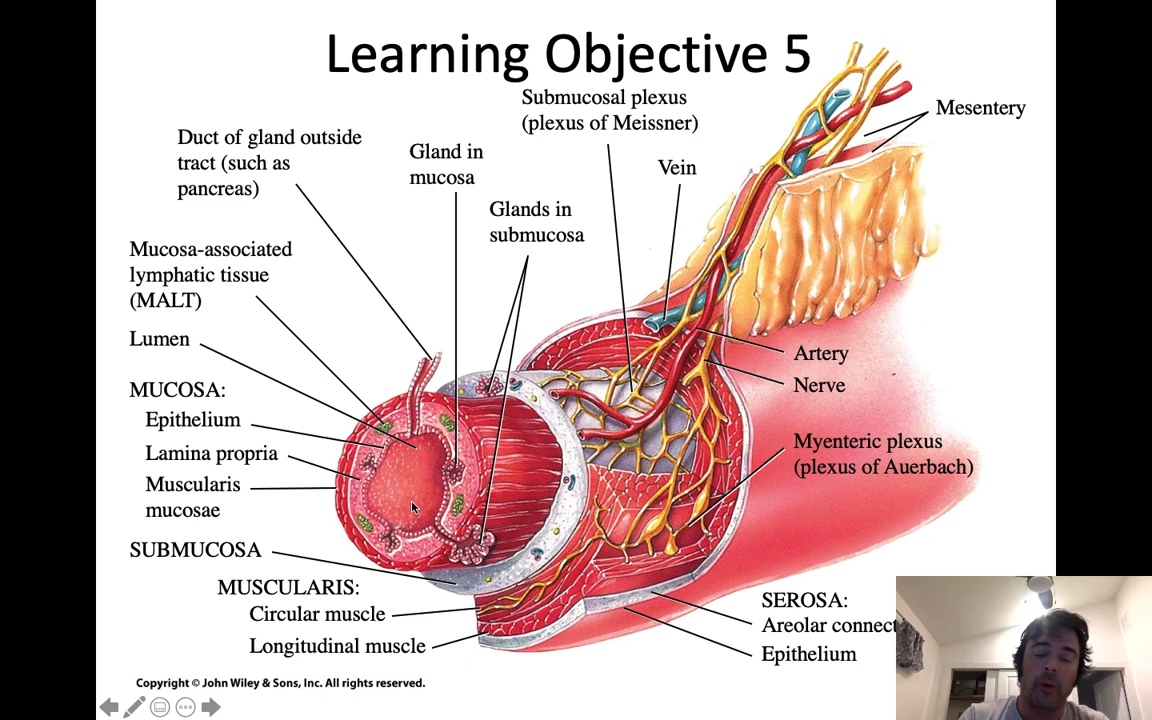 Learning Objective 5
Submucosal plexus
(plexus of Meissner)
Mesentery
Duct of gland outside
tract (such as
pancreas)
Gland in
mucosa
Vein
Glands in
submucosa
Mucosa-associated
lymphatic tissue
(MALT)
Lumen
Artery
Nerve
MUCOSA:
Epithelium
Lamina propria
Muscularis
mucosae
Myenteric plexus
(plexus of Auerbach)
SUBMUCOSA
MUSCULARIS:
Circular muscle
Longitudinal muscle
SEROSA:
Areolar connect
Epithelium
Copyright © John Wiley & Sons, Inc. All rights reserved.